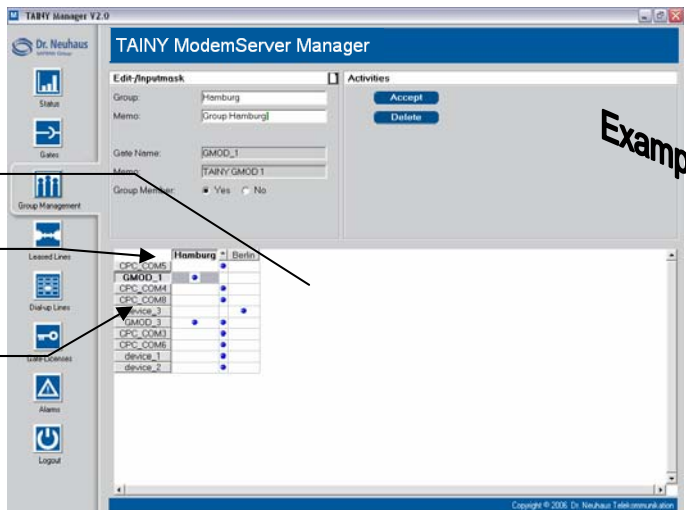 TAINY Manager V2.0
Dr. Neuhaus
TAINY ModemServer Manager
Edit-/Inputmask
Activities
Group:
Hamburg
Accept
Memo:
Group Hamburg
Delete
Examp
Gate Name:
GMOD_1
Memo:
TAINY GMOD 1
Group Member:
Yes
No
Status
Gates
Group Management
Leased Lines
Dial-up Lines
Gate-Licenses
Alarms
Logout
Hamburg * Berlin
CPC_COM5
GMOD_1
CPC_COM4
CPC_COM8
device_3
GMOD_3
CPC_COM3
CPC_COM6
device_1
device_2
Copyright © 2006, Dr. Neuhaus Telekommunikation